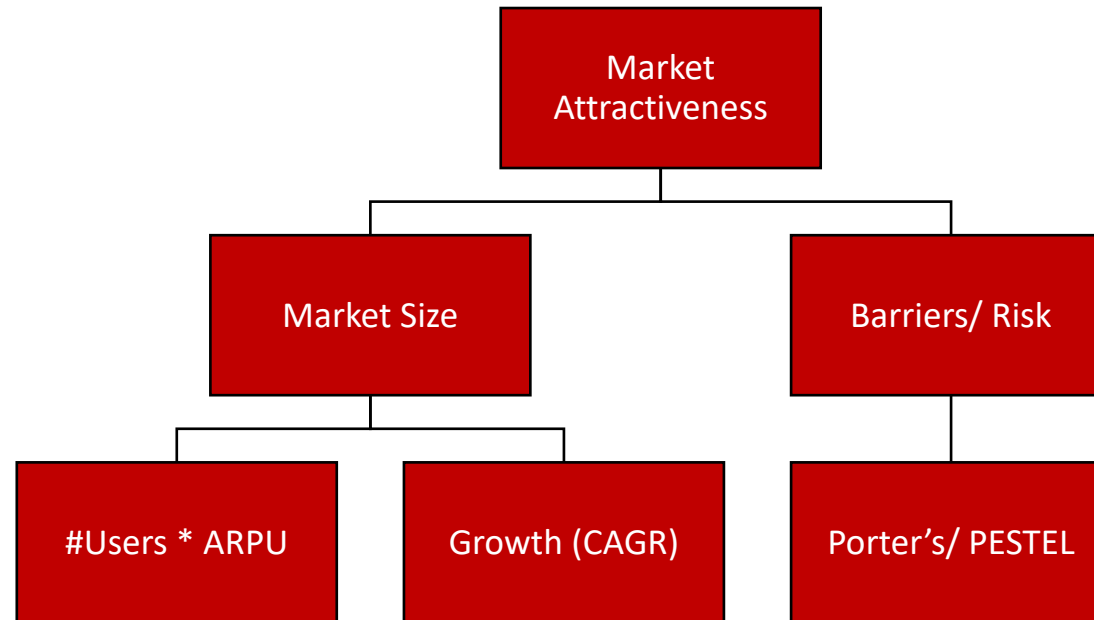 Market
Attractiveness
Market Size
Barriers/ Risk
#Users * ARPU
Growth (CAGR)
Porter’s/ PESTEL